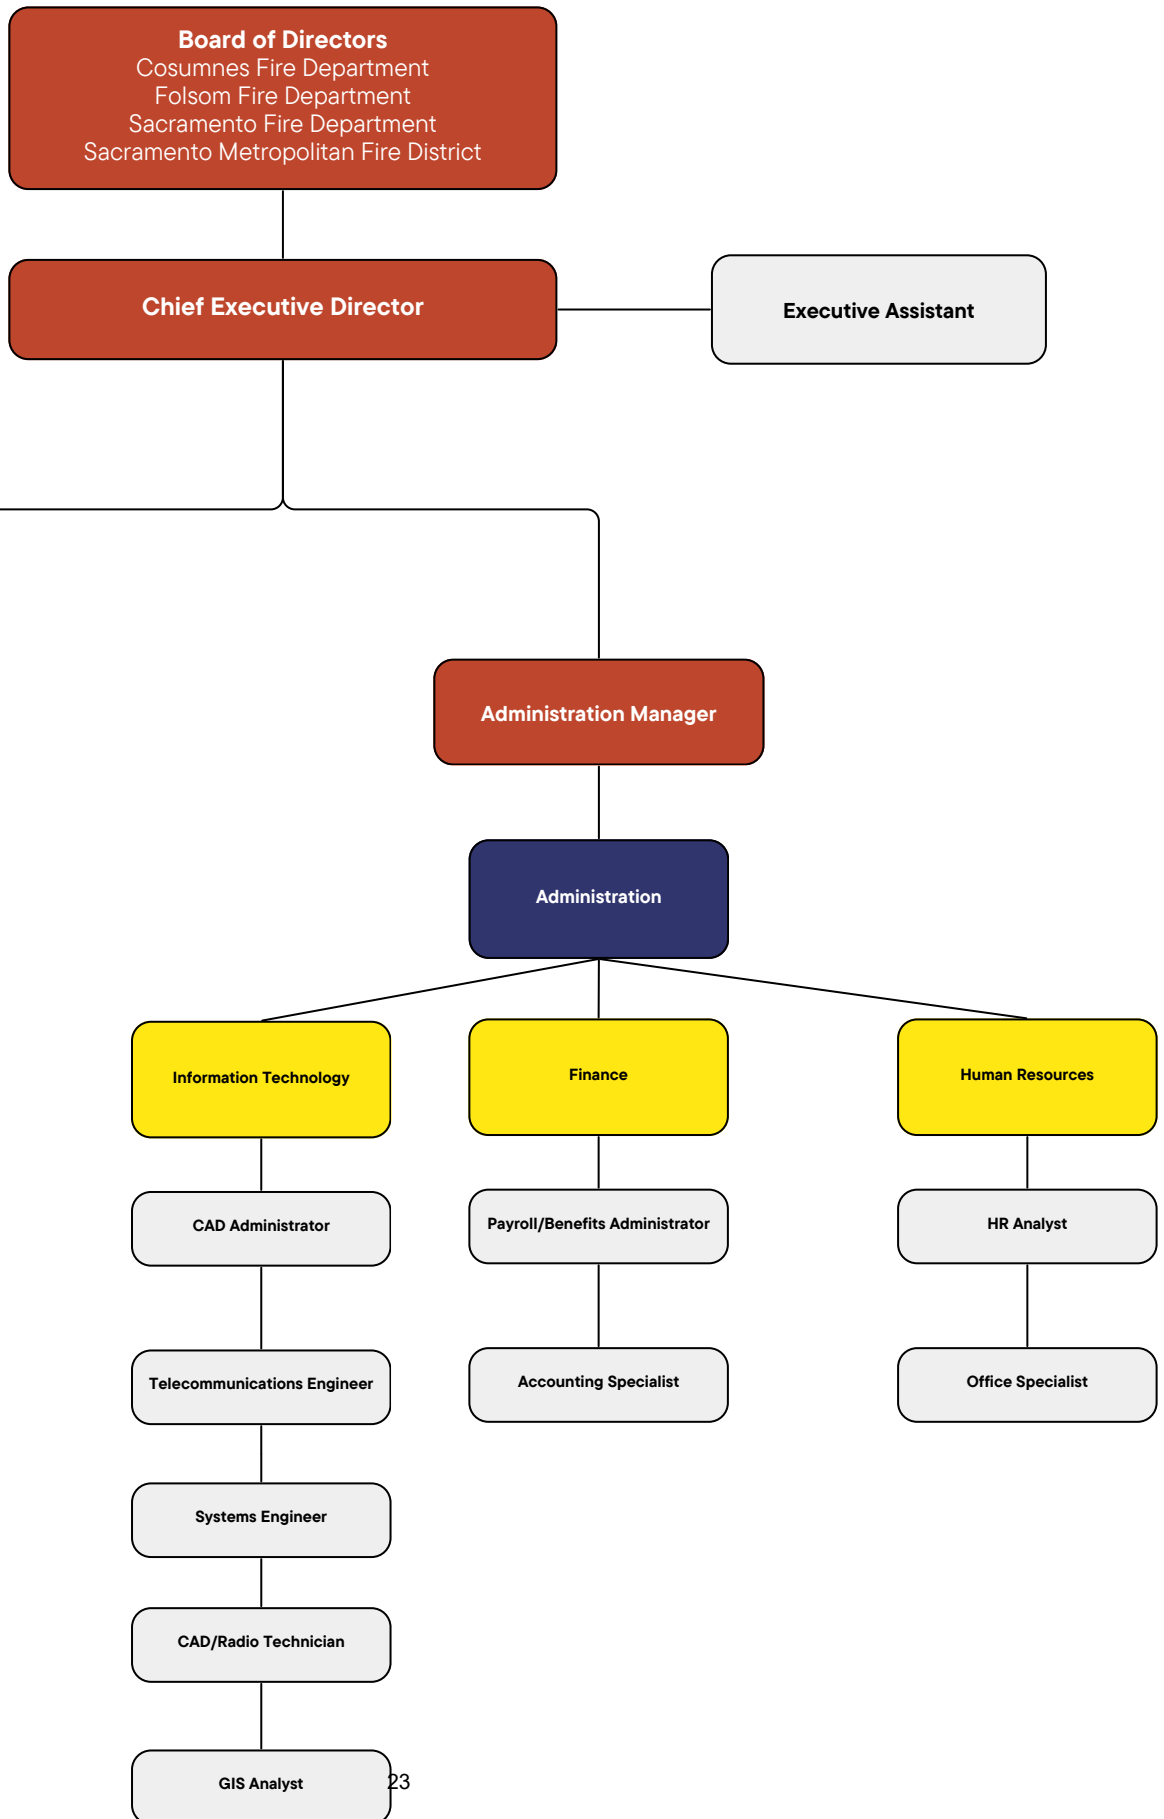 Board of Directors
Cosumnes Fire Department
Folsom Fire Department
Sacramento Fire Department
Sacramento Metropolitan Fire District
Chief Executive Director
Executive Assistant
Administration Manager
Administration
Information Technology
Finance
Human Resources
CAD Administrator
Payroll/Benefits Administrator
HR Analyst
Telecommunications Engineer
Accounting Specialist
Office Specialist
Systems Engineer
CAD/Radio Technician
GIS Analyst
23